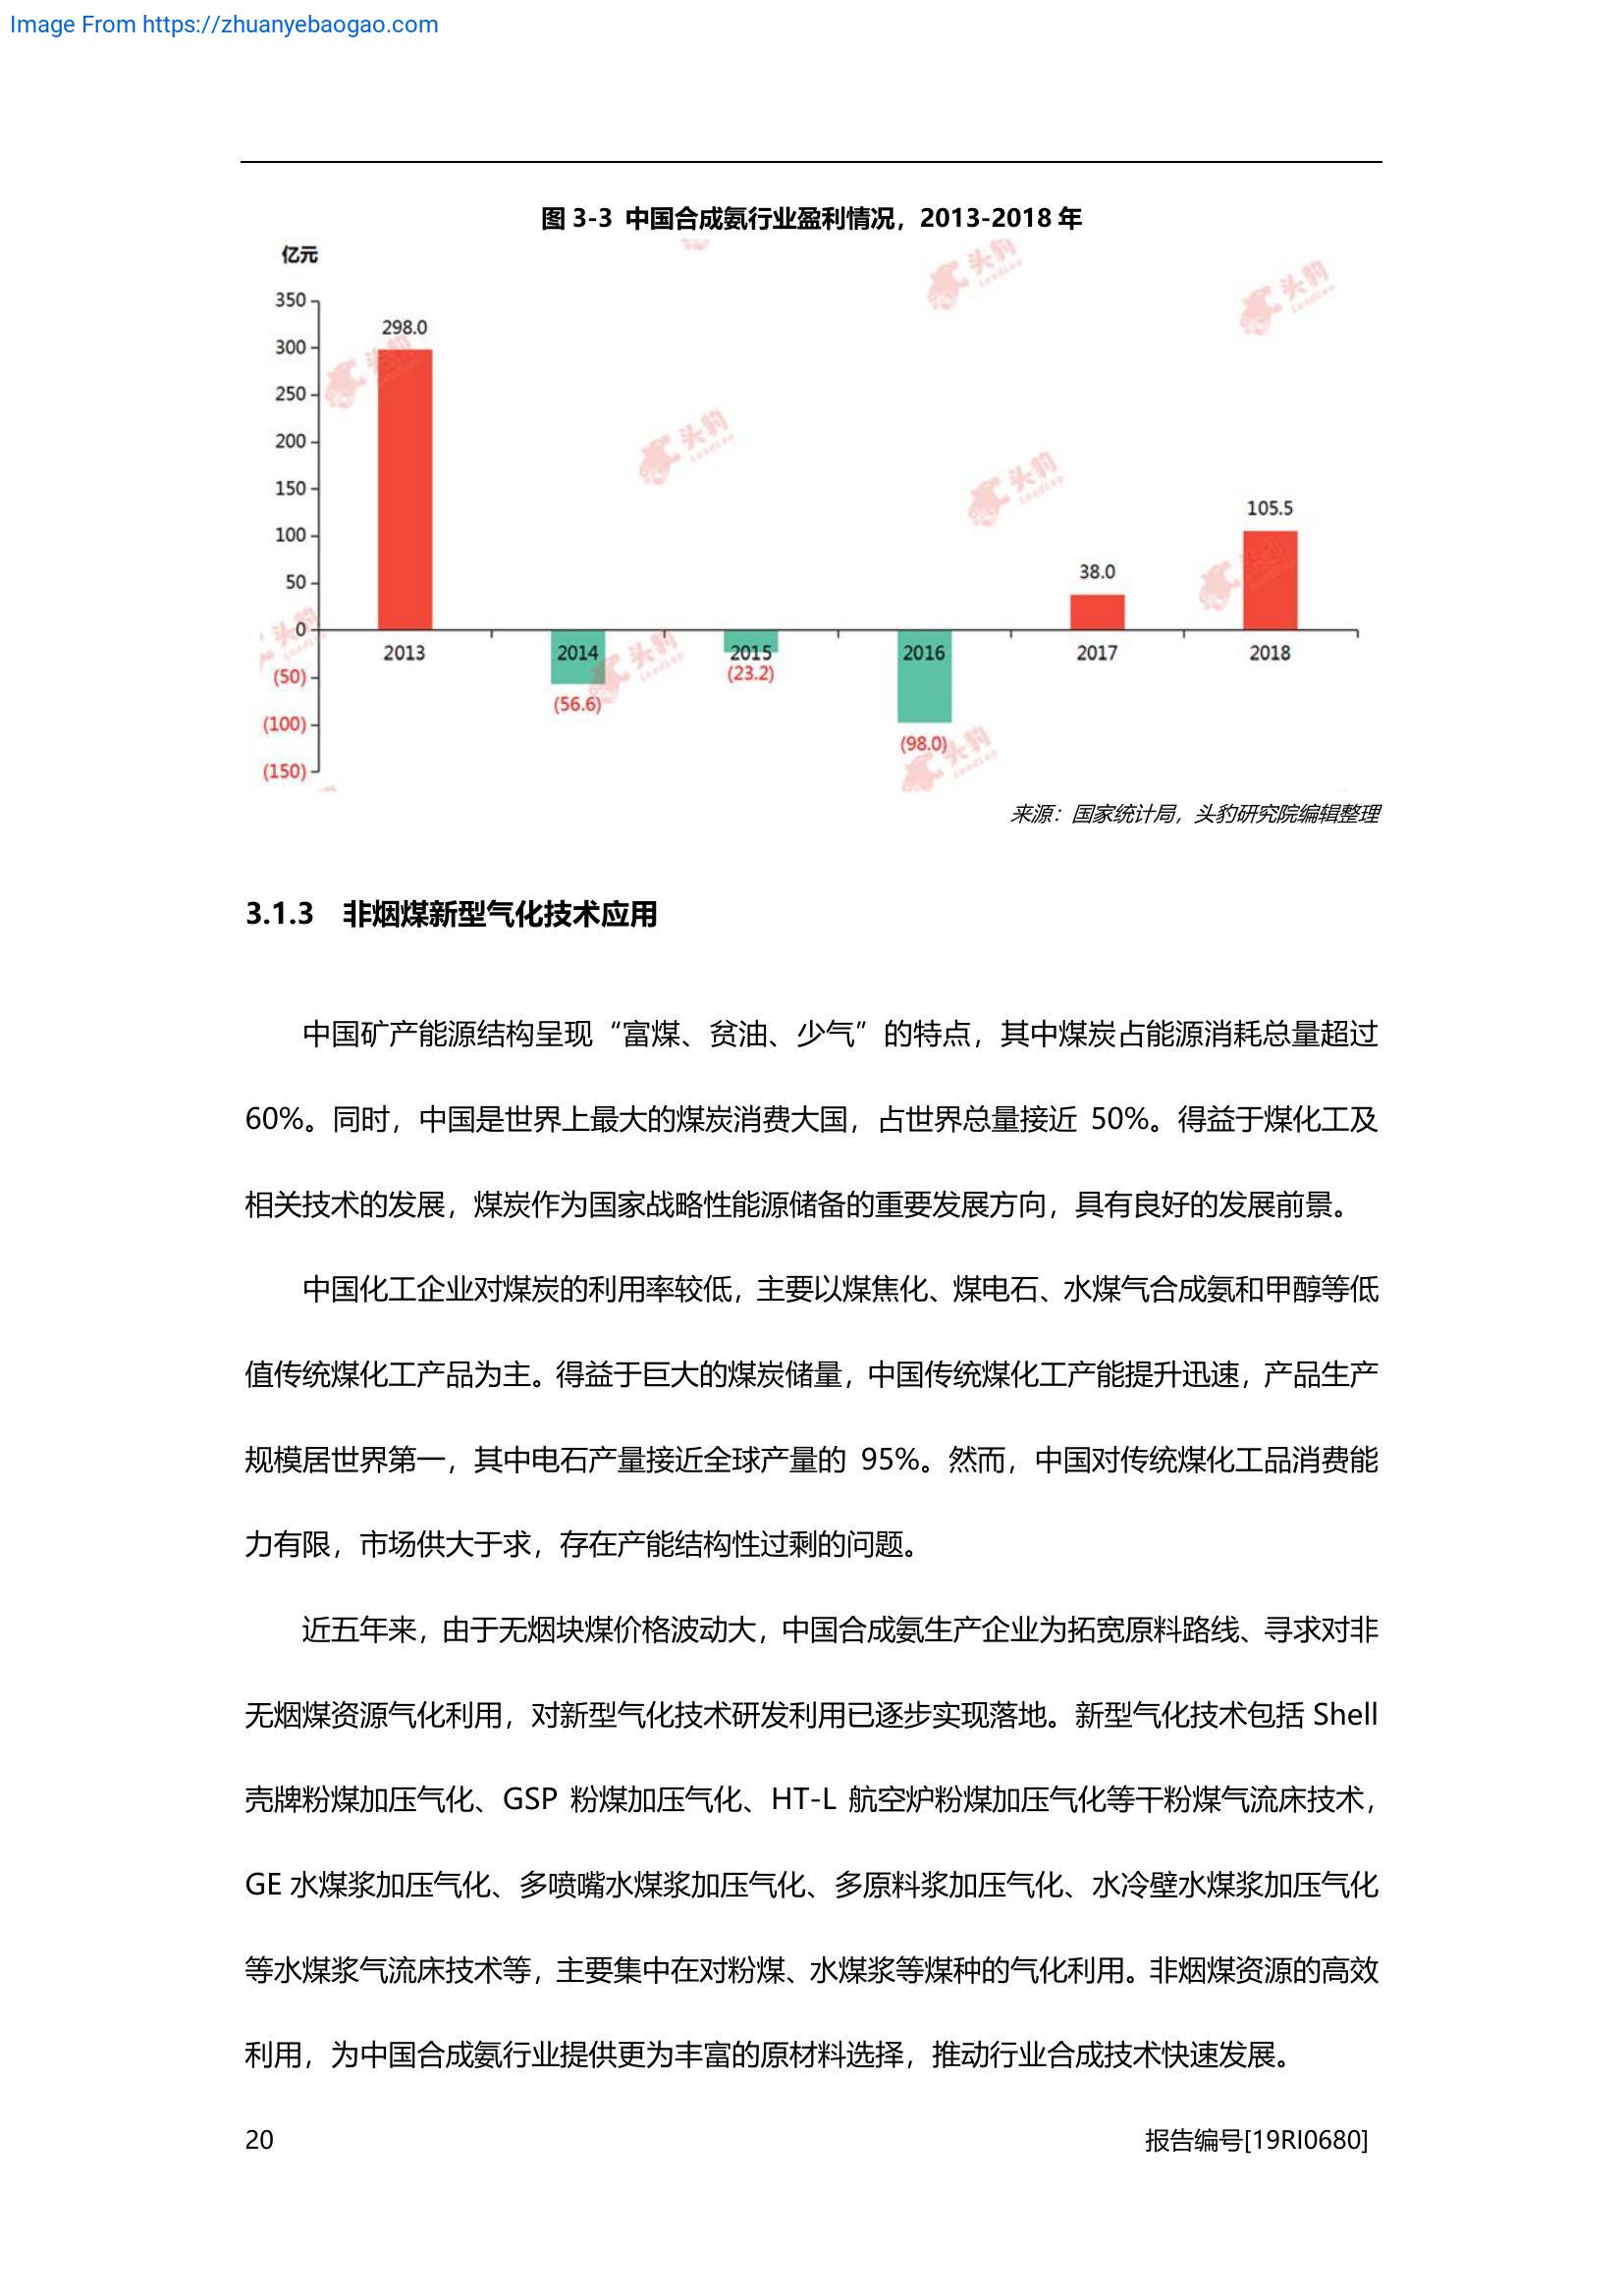 Image From https://zhuanyebaogao.com
图 3-3 中国合成氨行业盈利情况，2013-2018 年
亿元
350
300
250
200
150
100
50
0
(50)
(100)
(150)
298.0
(56.6)
(23.2)
(98.0)
38.0
105.5
2013
2014
2015
2016
2017
2018
头豹
LeadLeo
来源：国家统计局，头豹研究院编辑整理
3.1.3 非烟煤新型气化技术应用
中国矿产能源结构呈现“富煤、贫油、少气”的特点，其中煤炭占能源消耗总量超过
60%。同时，中国是世界上最大的煤炭消费大国，占世界总量接近 50%。得益于煤化工及
相关技术的发展，煤炭作为国家战略性能源储备的重要发展方向，具有良好的发展前景。
中国化工企业对煤炭的利用率较低，主要以煤焦化、煤电石、水煤气合成氨和甲醇等低
值传统煤化工产品为主。得益于巨大的煤炭储量，中国传统煤化工产能提升迅速，产品生产
规模居世界第一，其中电石产量接近全球产量的 95%。然而，中国对传统煤化工品消费能
力有限，市场供大于求，存在产能结构性过剩的问题。
近五年来，由于无烟块煤价格波动大，中国合成氨生产企业为拓宽原料路线、寻求对非
无烟煤资源气化利用，对新型气化技术研发利用已逐步实现落地。新型气化技术包括 Shell
壳牌粉煤加压气化、GSP 粉煤加压气化、HT-L 航空炉粉煤加压气化等干粉煤气流床技术，
GE 水煤浆加压气化、多喷嘴水煤浆加压气化、多原料浆加压气化、水冷壁水煤浆加压气化
等水煤浆气流床技术等，主要集中在对粉煤、水煤浆等煤种的气化利用。非烟煤资源的高效
利用，为中国合成氨行业提供更为丰富的原材料选择，推动行业合成技术快速发展。
20
报告编号[19RI0680]